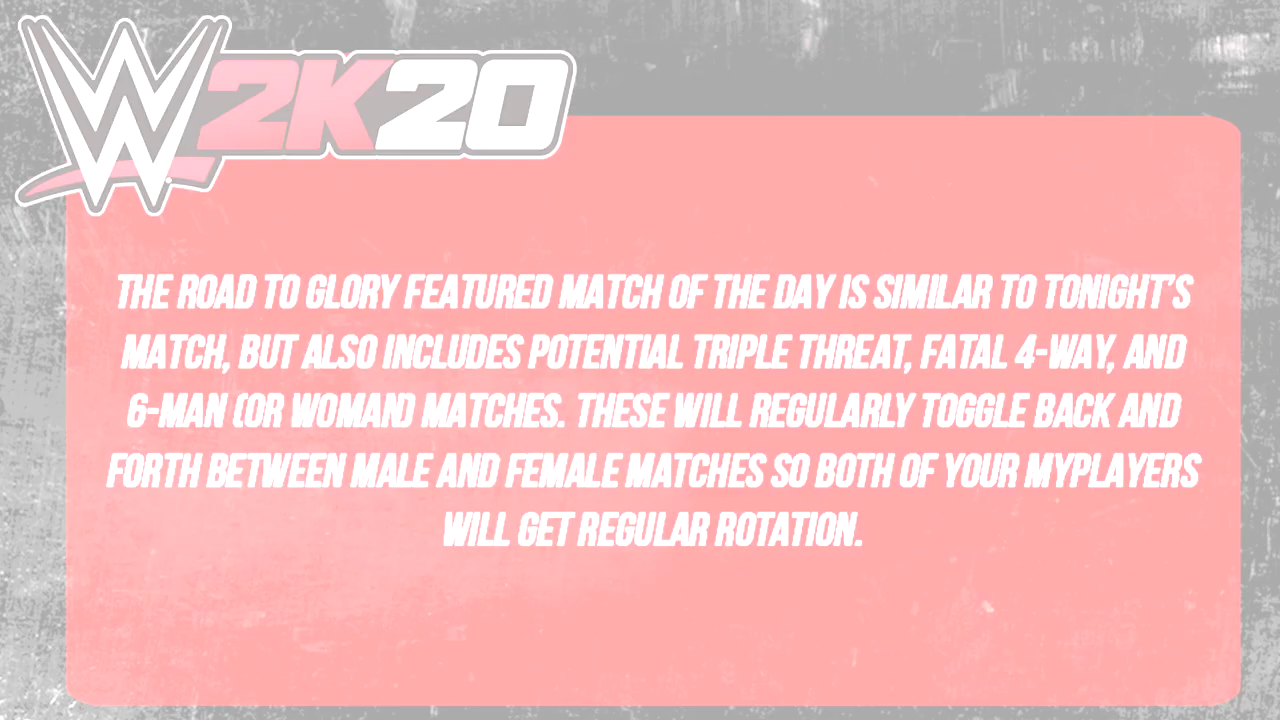 W 2K20
THE ROAD TO GLORY FEATURED MATCH OF THE DAY IS SIMILAR TO TONIGHT'S
MATCH, BUT ALSO INCLUDES POTENTIAL TRIPLE THREAT, FATAL 4-WAY, AND
6-MAN (OR WOMAN) MATCHES. THESE WILL REGULARLY TOGGLE BACK AND
FORTH BETWEEN MALE AND FEMALE MATCHES SO BOTH OF YOUR MYPLAYERS
WILL GET REGULAR ROTATION.